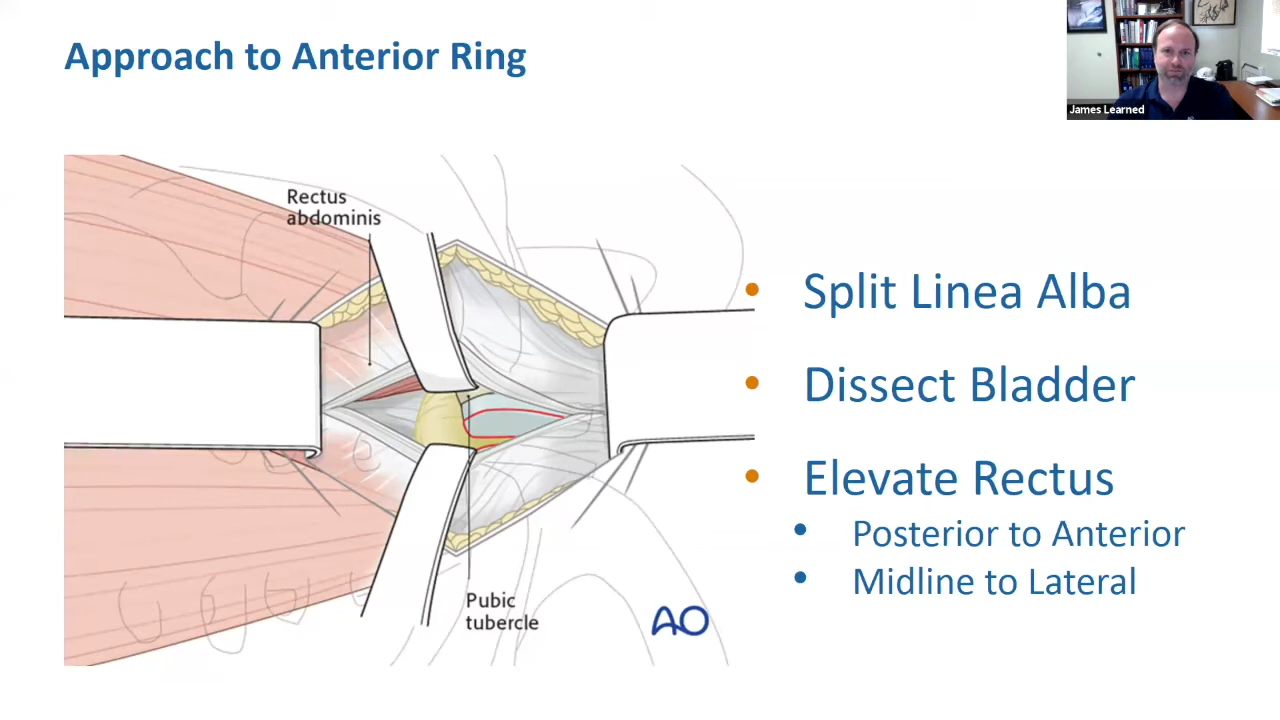 Approach to Anterior Ring
James Learned
Rectus
abdominis
Pubic
tubercle
AO
• Split Linea Alba
• Dissect Bladder
• Elevate Rectus
• Posterior to Anterior
• Midline to Lateral